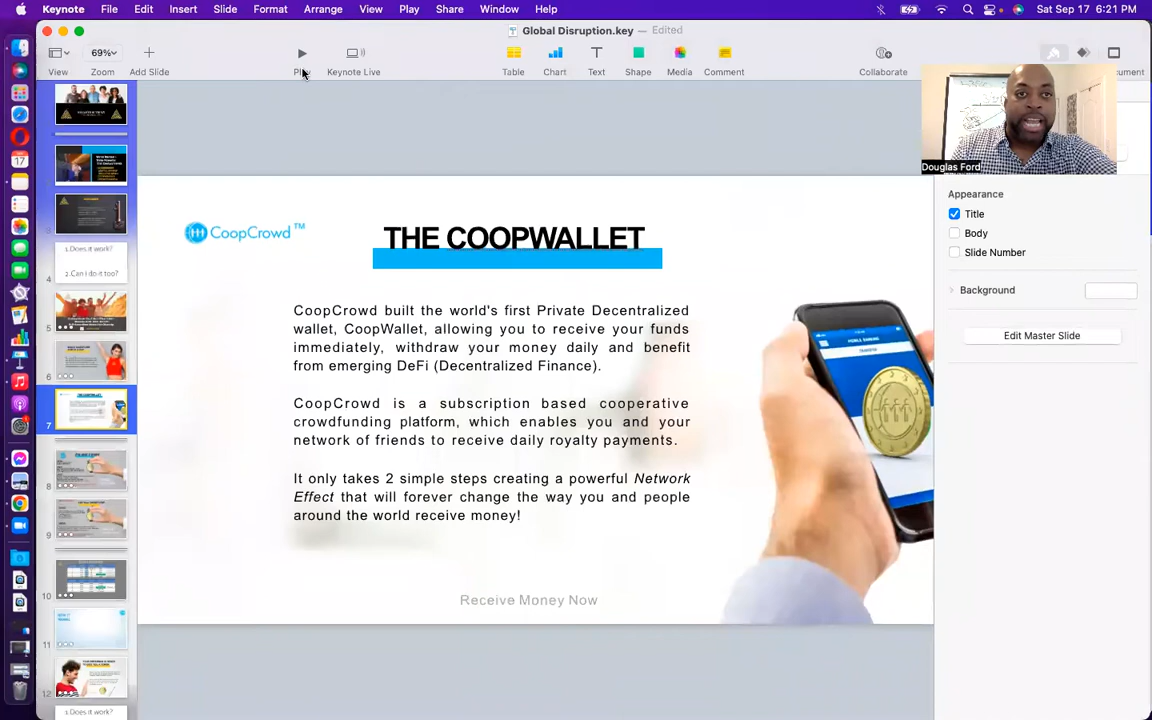 Keynote File Edit Insert Slide Format Arrange View Play Share Window Help
Sat Sep 17 6:21 PM
Global Disruption.key — Edited
69%
View Zoom Add Slide
Keynote Live
Table Chart Text Shape Media Comment
Collaborate
Douglas Ford
Appearance
Title
Body
Slide Number
Background
Edit Master Slide
CoopCrowd™
THE COOPWALLET
CoopCrowd built the world's first Private Decentralized
wallet, CoopWallet, allowing you to receive your funds
immediately, withdraw your money daily and benefit
from emerging DeFi (Decentralized Finance).
CoopCrowd is a subscription based cooperative
crowdfunding platform, which enables you and your
network of friends to receive daily royalty payments.
It only takes 2 simple steps creating a powerful Network
Effect that will forever change the way you and people
around the world receive money!
Receive Money Now
MOBILE BANKING
TRANSFER
1.Does it work?
4
2.Can I do it too?
5
6
7
8
9
10
11
12
1.Does it work?
17